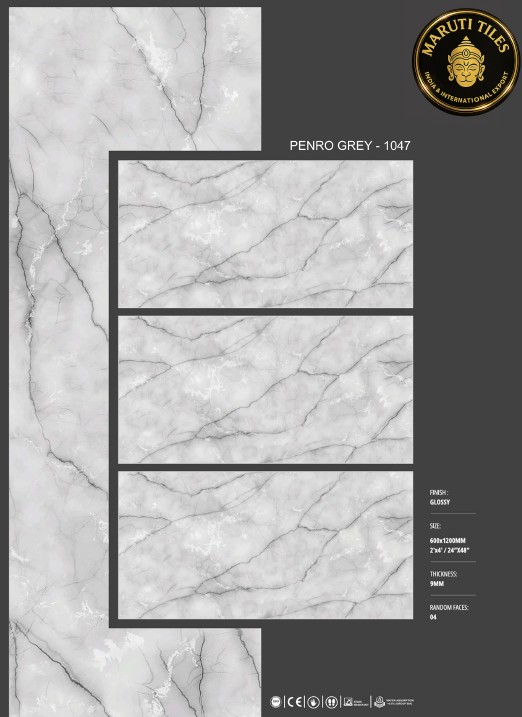 MARUTI TILES
INDIA & INTERNATIONAL EXPORT
PENRO GREY - 1047
FINISH :
GLOSSY
SIZE:
600x1200MM
2'x4' / 24"X48"
THICKNESS:
9MM
RANDOM FACES:
04
CE